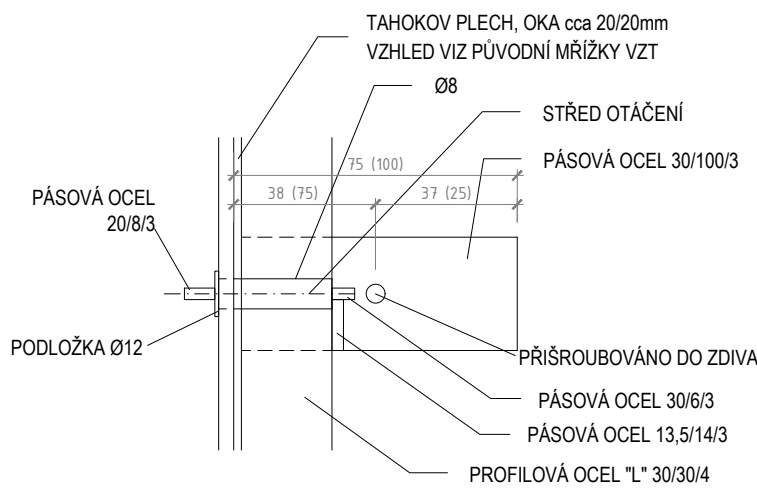 TAHOKOV PLECH, OKA cca 20/20mm
VZHLED VIZ PŮVODNÍ MŘÍŽKY VZT
Ø8
STŘED OTÁČENÍ
75 (100)
PÁSOVÁ OCEL 30/100/3
38 (75)
37 (25)
PÁSOVÁ OCEL
20/8/3
PODLOŽKA Ø12
PŘIŠROUBOVÁNO DO ZDIVA
PÁSOVÁ OCEL 30/6/3
PÁSOVÁ OCEL 13,5/14/3
PROFILOVÁ OCEL "L" 30/30/4